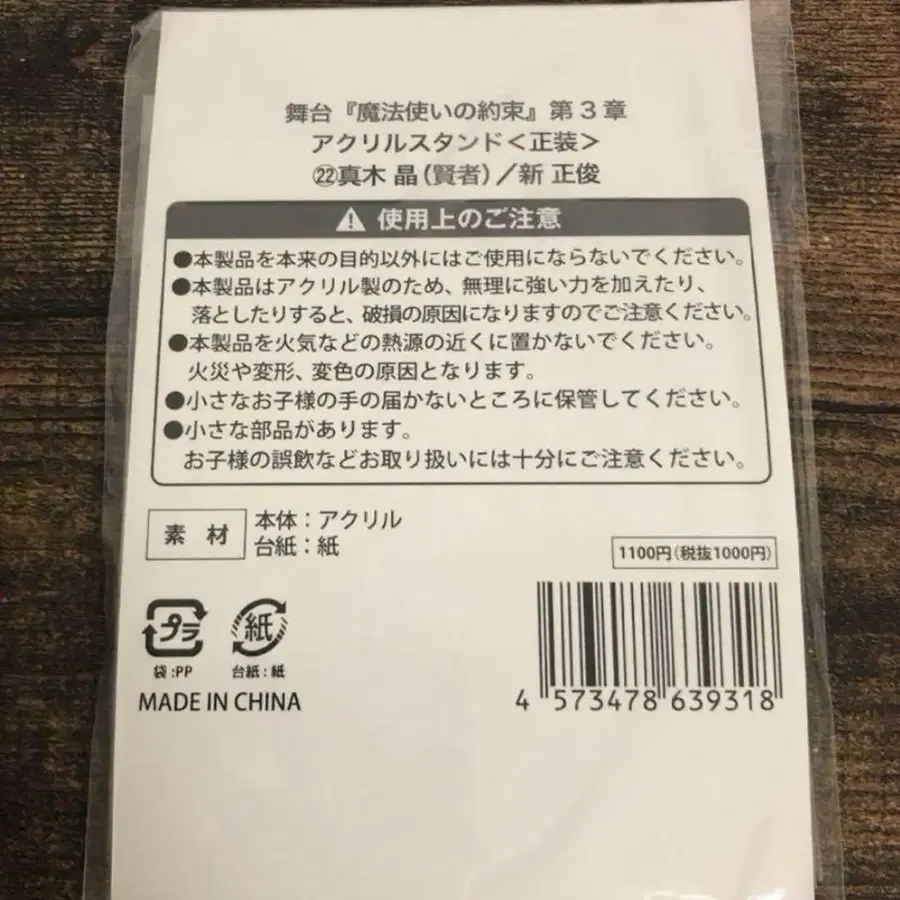 舞台『魔法使いの約束』第3章
アクリルスタンド＜正装＞
㉒真木 晶（賢者）／新 正俊
使用上のご注意
●本製品を本来の目的以外にはご使用にならないでください。
●本製品はアクリル製のため、無理に強い力を加えたり、
落としたりすると、破損の原因になりますのでご注意ください。
●本製品を火気などの熱源の近くに置かないでください。
火災や変形、変色の原因となります。
●小さなお子様の手の届かないところに保管してください。
●小さな部品があります。
お子様の誤飲などお取り扱いには十分にご注意ください。
素 材
本体：アクリル
台紙：紙
1100円（税抜1000円）
プラ
紙
袋:PP
台紙：紙
MADE IN CHINA
4 573478 639318